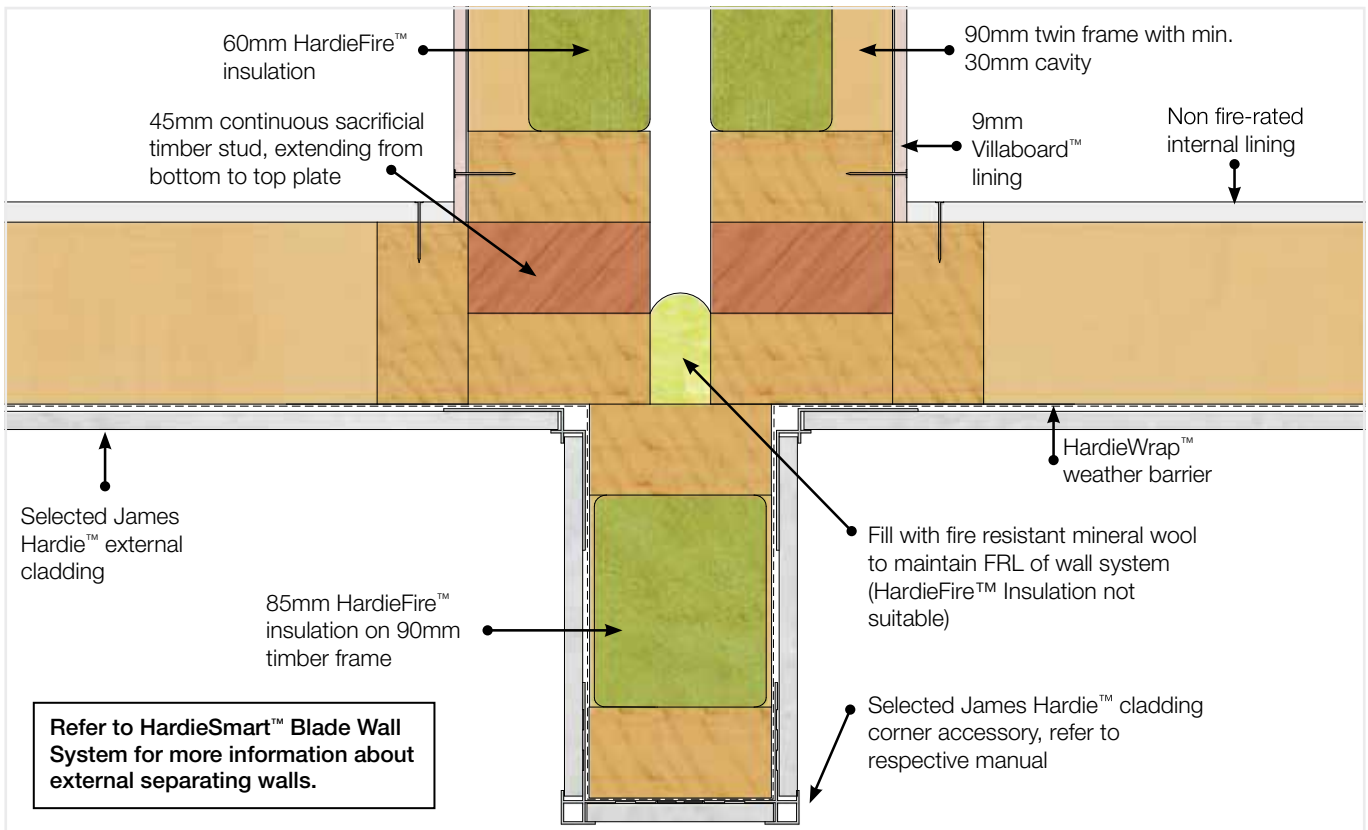 60mm HardieFire™
insulation
90mm twin frame with min.
30mm cavity
45mm continuous sacrificial
timber stud, extending from
bottom to top plate
9mm
Villaboard™
lining
Non fire-rated
internal lining
HardieWrap™
weather barrier
Selected James
Hardie™ external
cladding
Fill with fire resistant mineral wool
to maintain FRL of wall system
(HardieFire™ Insulation not
suitable)
85mm HardieFire™
insulation on 90mm
timber frame
Selected James Hardie™ cladding
corner accessory, refer to
respective manual
Refer to HardieSmart™ Blade Wall
System for more information about
external separating walls.